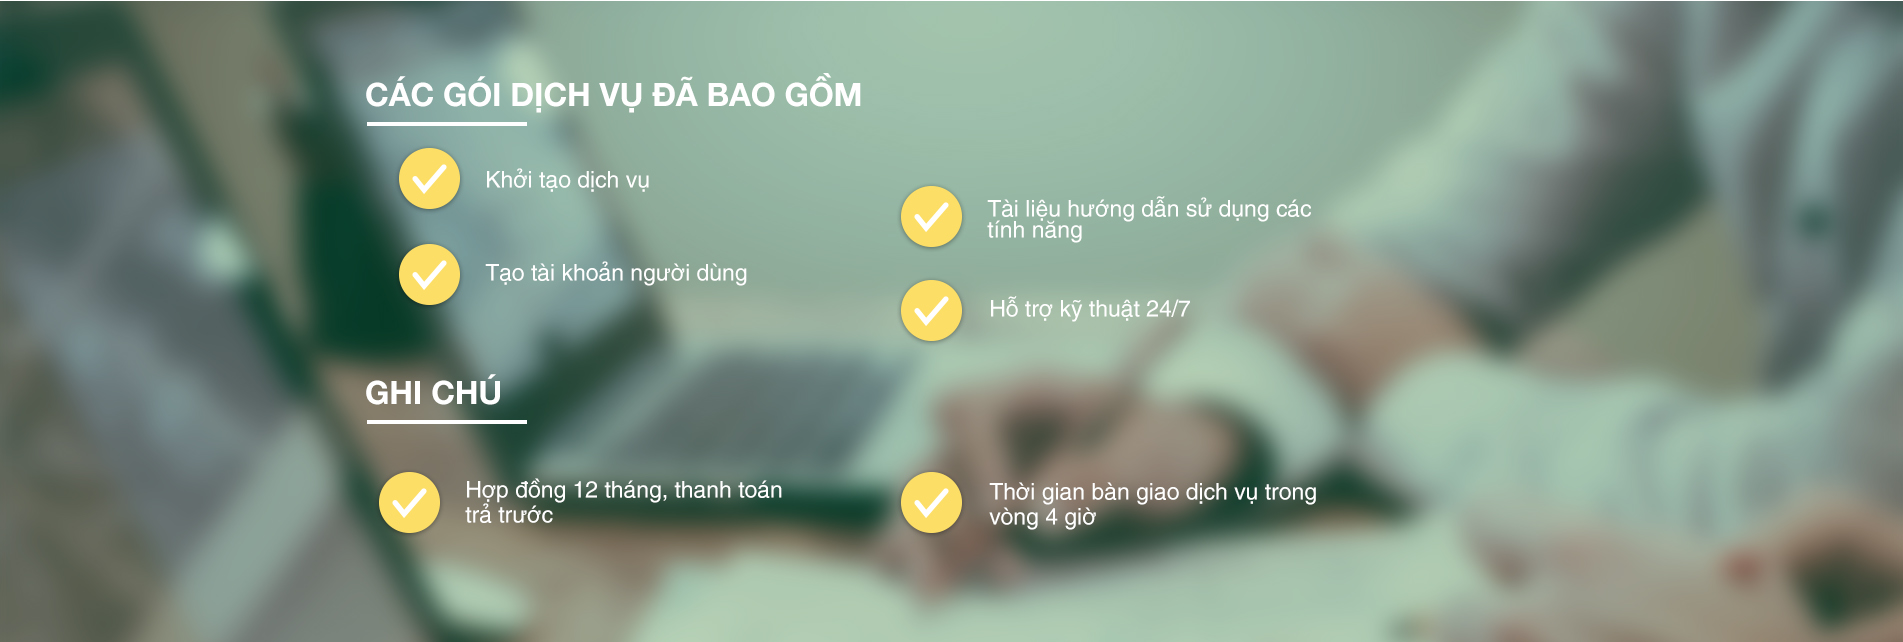 CÁC GÓI DỊCH VỤ ĐÃ BAO GỒM
Khởi tạo dịch vụ
Tạo tài khoản người dùng
Tài liệu hướng dẫn sử dụng các
tính năng
Hỗ trợ kỹ thuật 24/7
GHI CHÚ
Hợp đồng 12 tháng, thanh toán
trả trước
Thời gian bàn giao dịch vụ trong
vòng 4 giờ